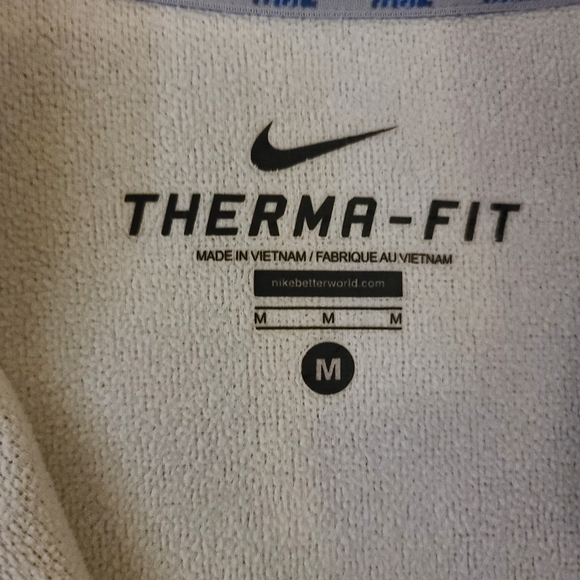 THERMA-FIT
MADE IN VIETNAM / FABRIQUE AU VIETNAM
nikebetterworld.com
M M M
M